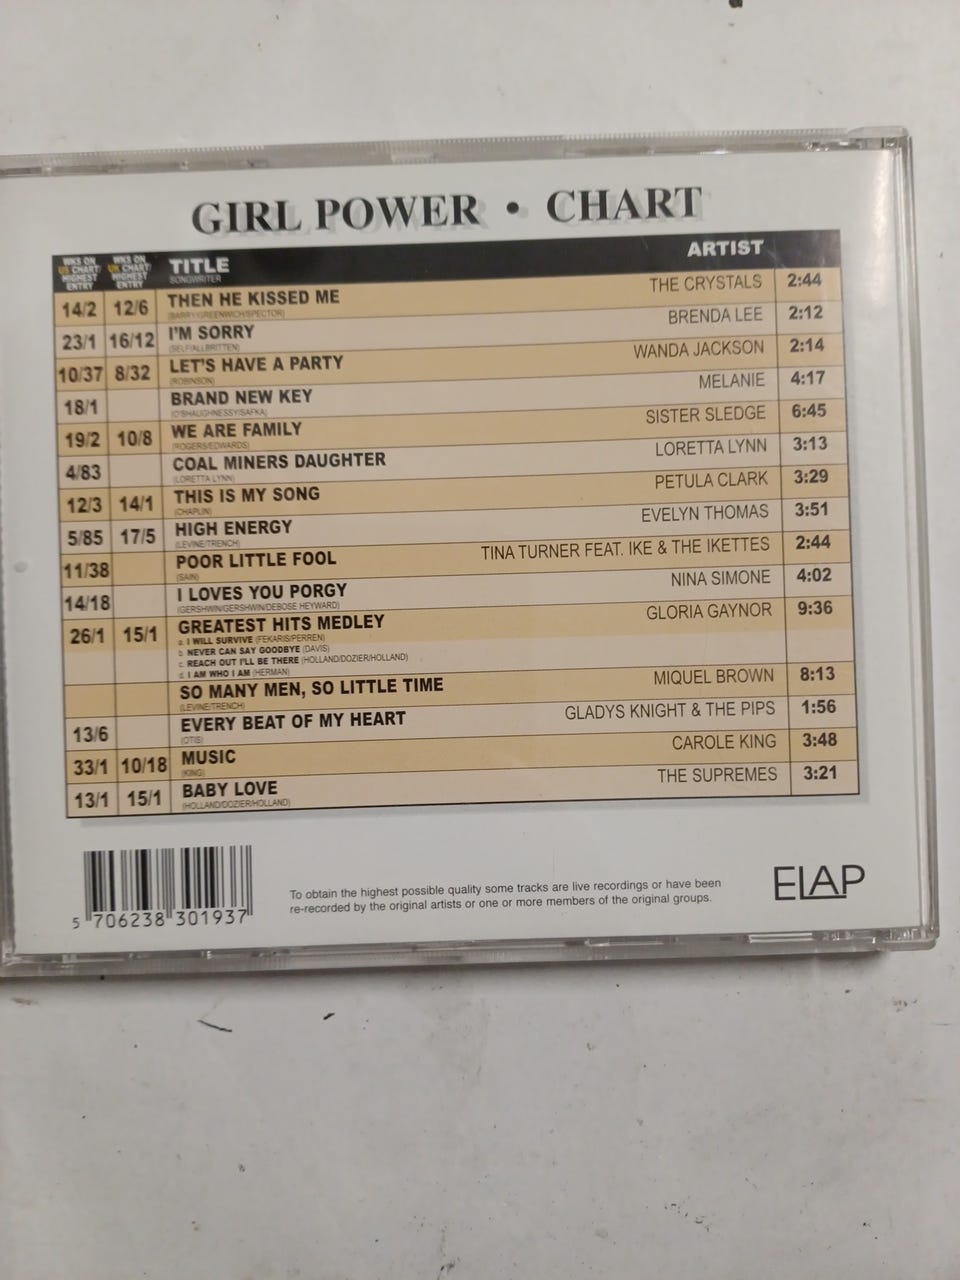 GIRL POWER • CHART
WKS ON US CHART/ HIGHEST ENTRY WKS ON UK CHART/ HIGHEST ENTRY TITLE SONGWRITER ARTIST
14/2 12/6 THEN HE KISSED ME THE CRYSTALS 2:44
(BARRY/GREENWICH/SPECTOR)
23/1 16/12 I'M SORRY BRENDA LEE 2:12
(SELF/ALLBRITTEN)
10/37 8/32 LET'S HAVE A PARTY WANDA JACKSON 2:14
(ROBINSON)
18/1 BRAND NEW KEY MELANIE 4:17
(O'SHAUGHNESSY/SAFKA)
19/2 10/8 WE ARE FAMILY SISTER SLEDGE 6:45
(ROGERS/EDWARDS)
4/83 COAL MINERS DAUGHTER LORETTA LYNN 3:13
(LORETTA LYNN)
12/3 14/1 THIS IS MY SONG PETULA CLARK 3:29
(CHAPLIN)
5/85 17/5 HIGH ENERGY EVELYN THOMAS 3:51
(LEVINE/TRENCH)
11/38 POOR LITTLE FOOL TINA TURNER FEAT. IKE & THE IKETTES 2:44
(SAIN)
14/18 I LOVES YOU PORGY NINA SIMONE 4:02
(GERSHWIN/GERSHWIN/DEBOSE HEYWARD)
26/1 15/1 GREATEST HITS MEDLEY GLORIA GAYNOR 9:36
a. I WILL SURVIVE (FEKARIS/PERREN)
b. NEVER CAN SAY GOODBYE (DAVIS)
c. REACH OUT I'LL BE THERE (HOLLAND/DOZIER/HOLLAND)
d. I AM WHO I AM (HERMAN)
SO MANY MEN, SO LITTLE TIME MIQUEL BROWN 8:13
(LEVINE/TRENCH)
13/6 EVERY BEAT OF MY HEART GLADYS KNIGHT & THE PIPS 1:56
(OTIS)
33/1 10/18 MUSIC CAROLE KING 3:48
(KING)
13/1 15/1 BABY LOVE THE SUPREMES 3:21
(HOLLAND/DOZIER/HOLLAND)
5 706238 301937
To obtain the highest possible quality some tracks are live recordings or have been
re-recorded by the original artists or one or more members of the original groups.
ELAP